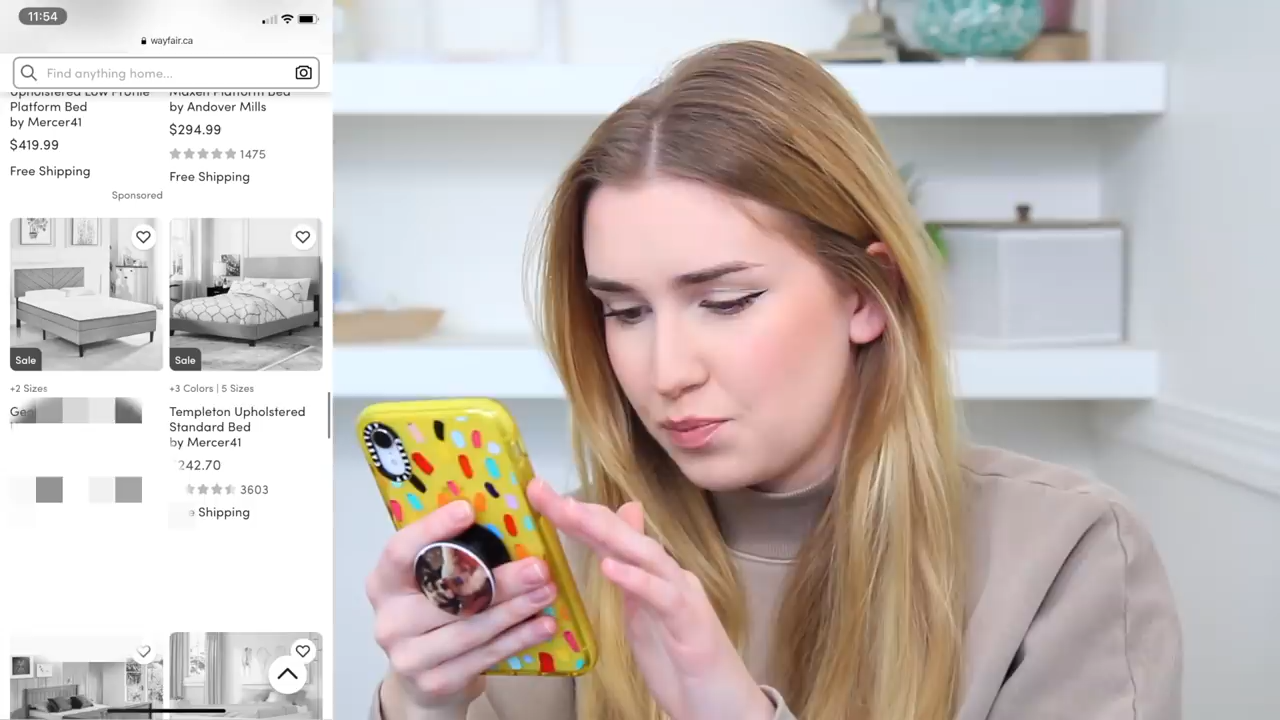 11:54
wayfair.ca
Find anything home...
Upholstered Low Profile
Platform Bed
by Mercer41
$419.99
Free Shipping
Maxen Platform Bed
by Andover Mills
$294.99
1475
Free Shipping
Sponsored
Sale
+2 Sizes
Sale
+3 Colors | 5 Sizes
Templeton Upholstered
Standard Bed
by Mercer41
242.70
3603
Shipping